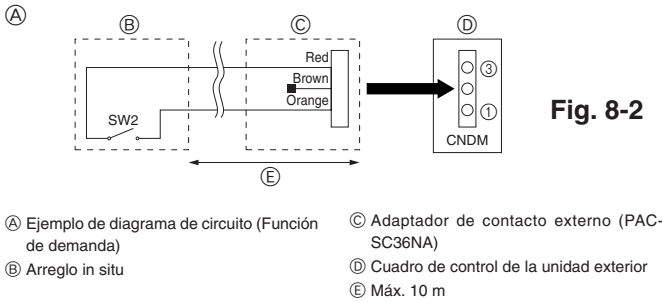 Ⓐ
Ⓑ
Ⓒ
Ⓓ
Red
Brown
Orange
SW2
③
①
CNDM
Fig. 8-2
Ⓔ
Ⓐ Ejemplo de diagrama de circuito (Función
de demanda)
Ⓑ Arreglo in situ
Ⓒ Adaptador de contacto externo (PAC-
SC36NA)
Ⓓ Cuadro de control de la unidad exterior
Ⓔ Máx. 10 m